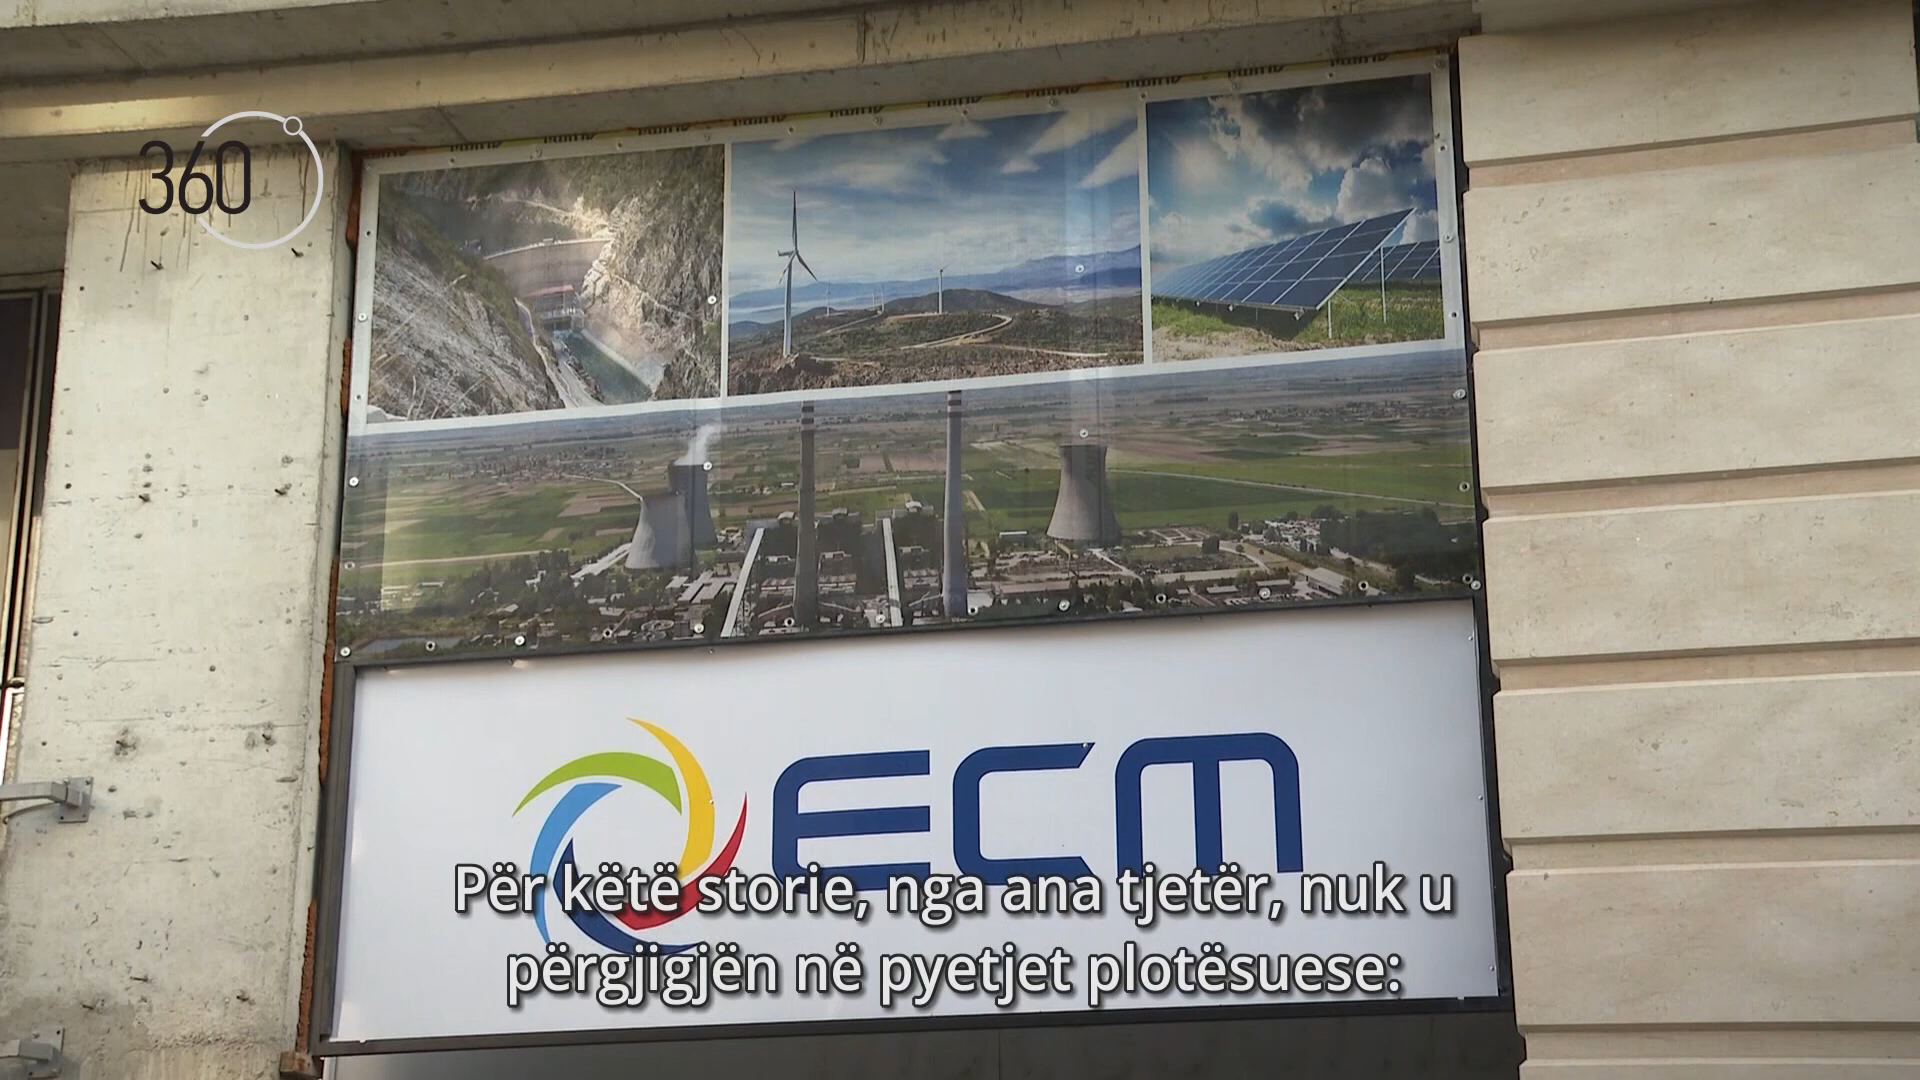 360
ECM
Për këtë storie, nga ana tjetër, nuk u
përgjigjën në pyetjet plotësuese: